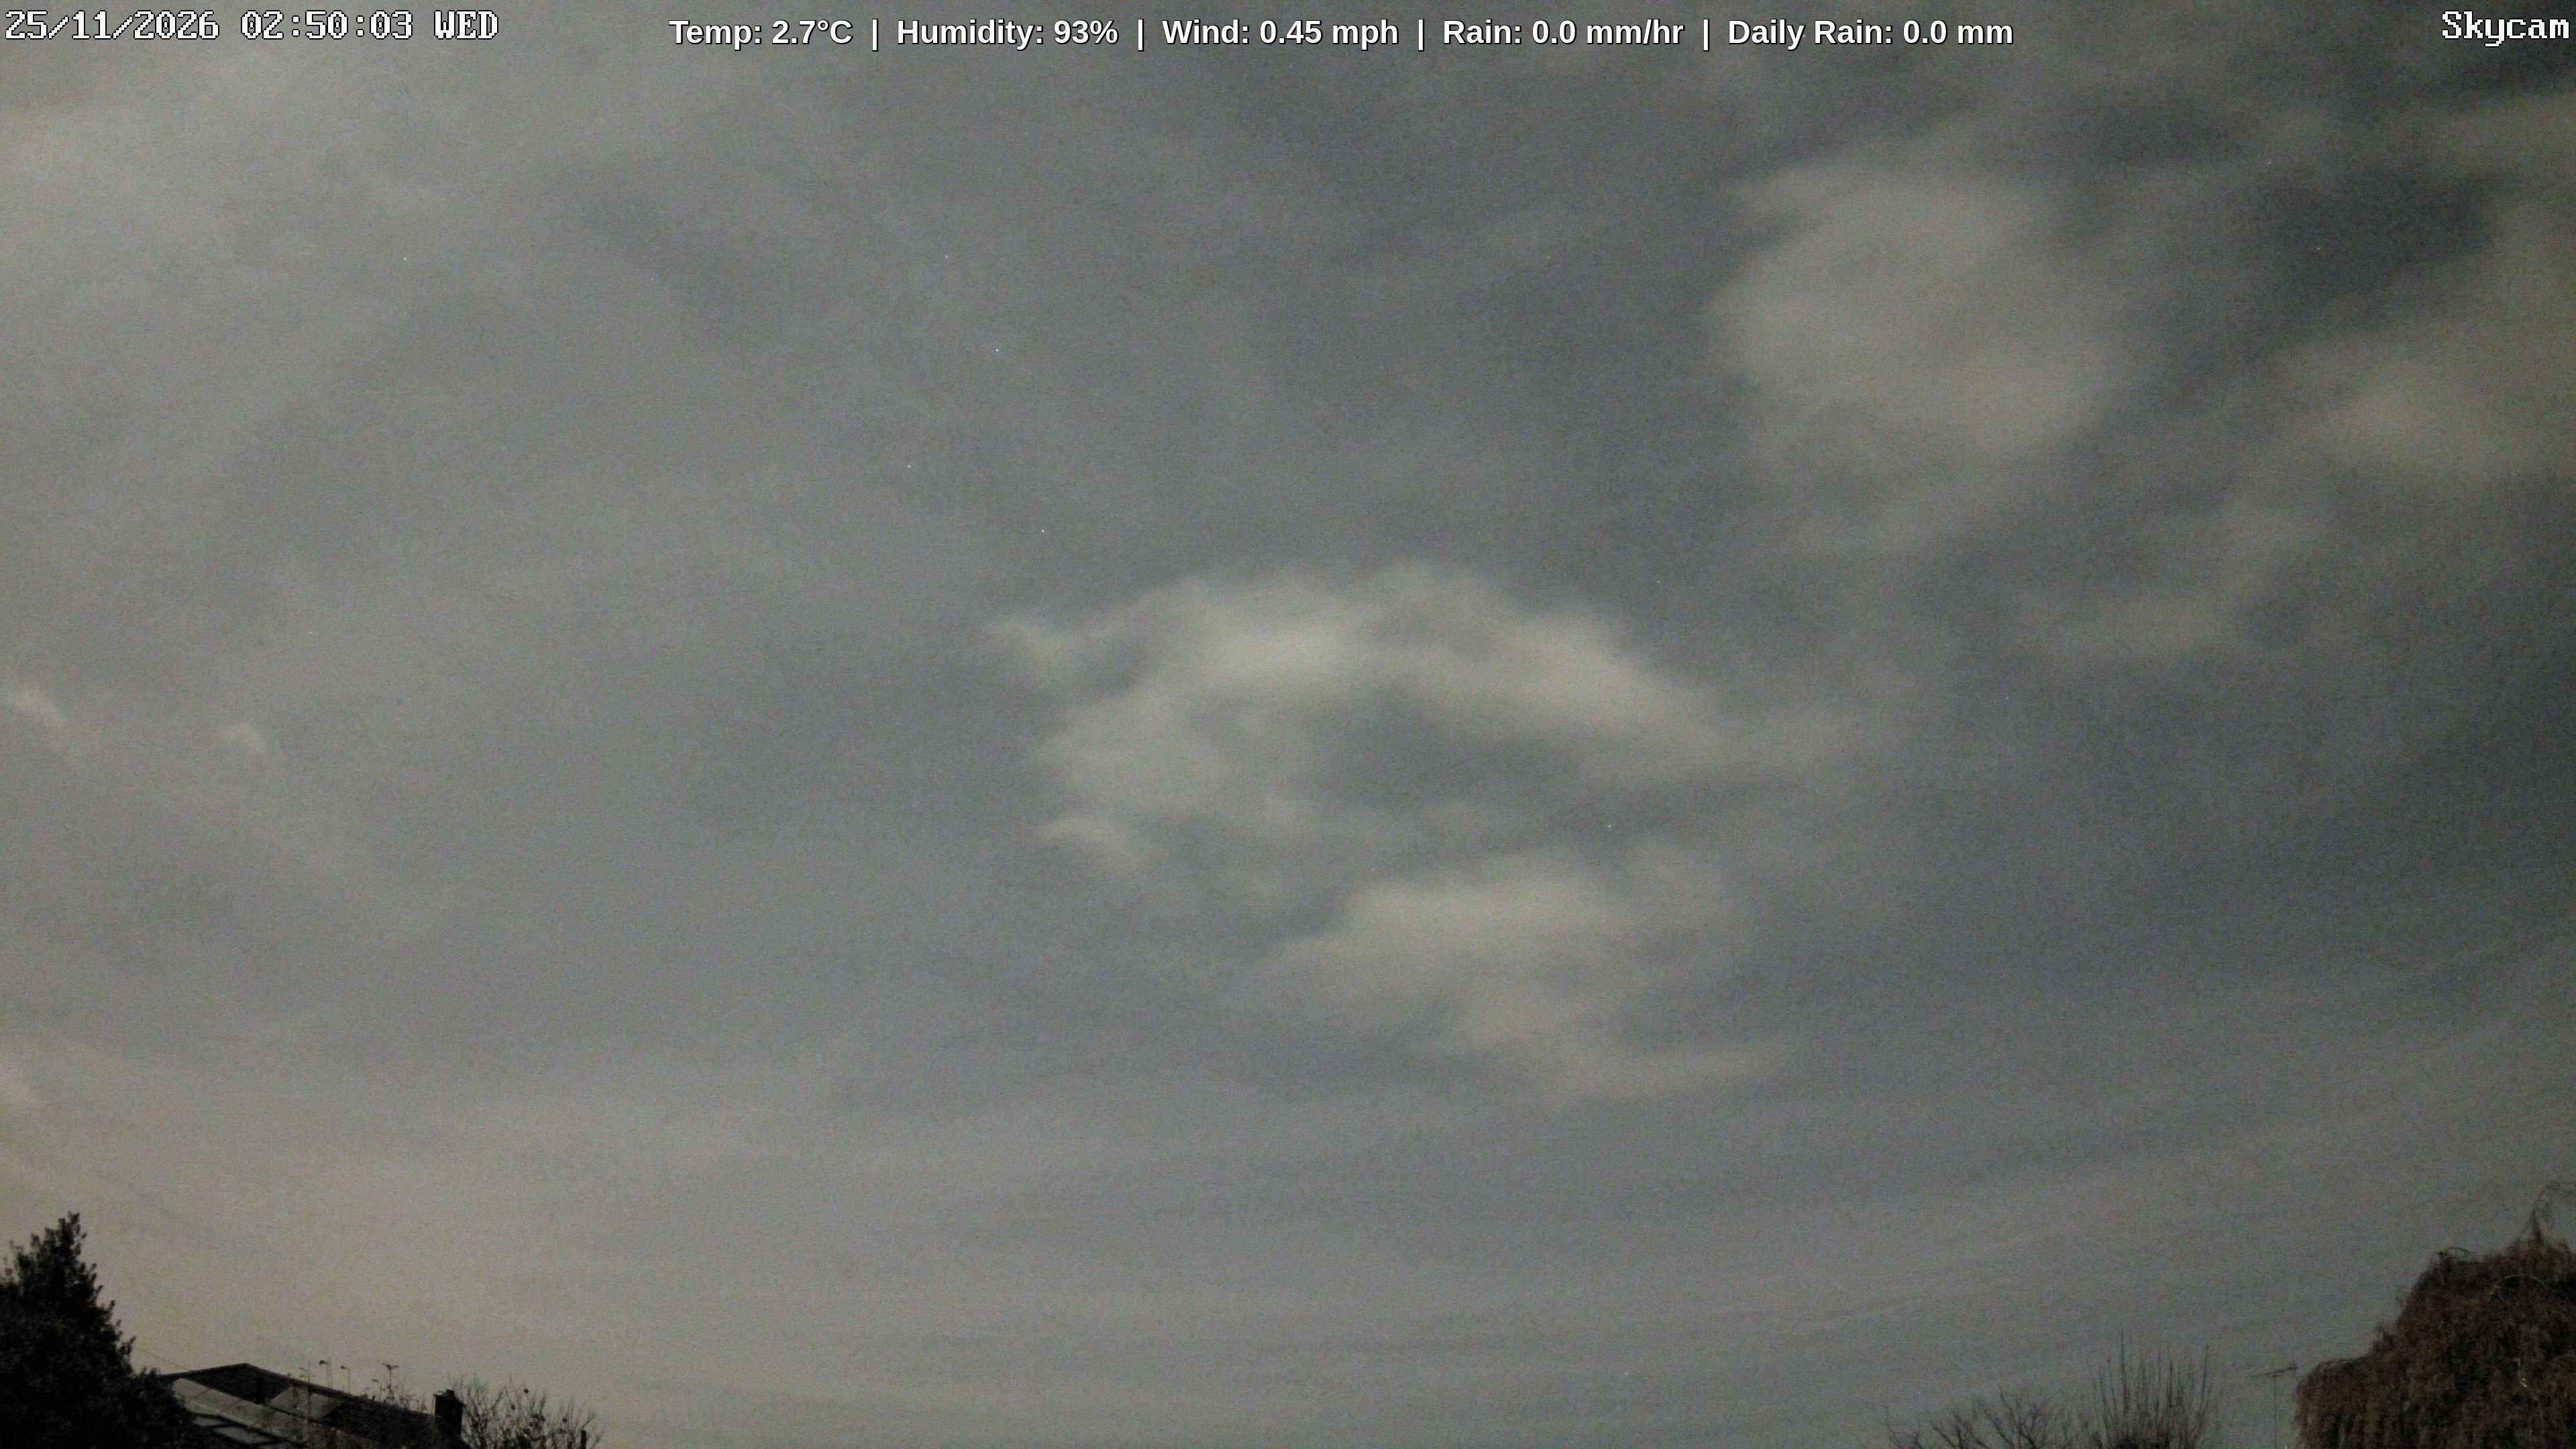 25/11/2026 02:50:03 WED
Temp: 2.7°C | Humidity: 93% | Wind: 0.45 mph | Rain: 0.0 mm/hr | Daily Rain: 0.0 mm
Skycam